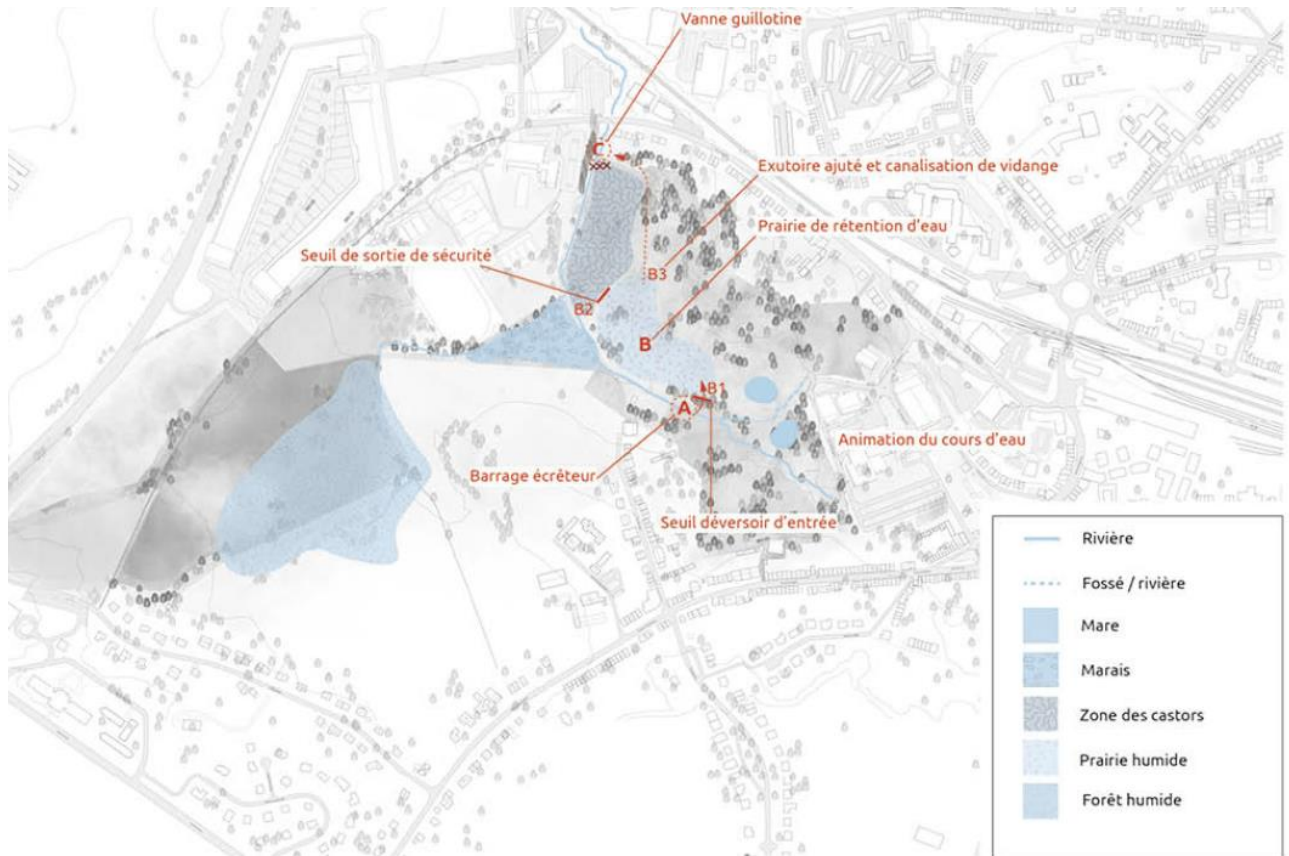 Vanne guillotine
C
Exutoire ajuté et canalisation de vidange
Prairie de rétention d'eau
Seuil de sortie de sécurité
B3
B2
B
B1
A
Animation du cours d'eau
Barrage écrêteur
Seuil déversoir d'entrée
Rivière
Fossé / rivière
Mare
Marais
Zone des castors
Prairie humide
Forêt humide